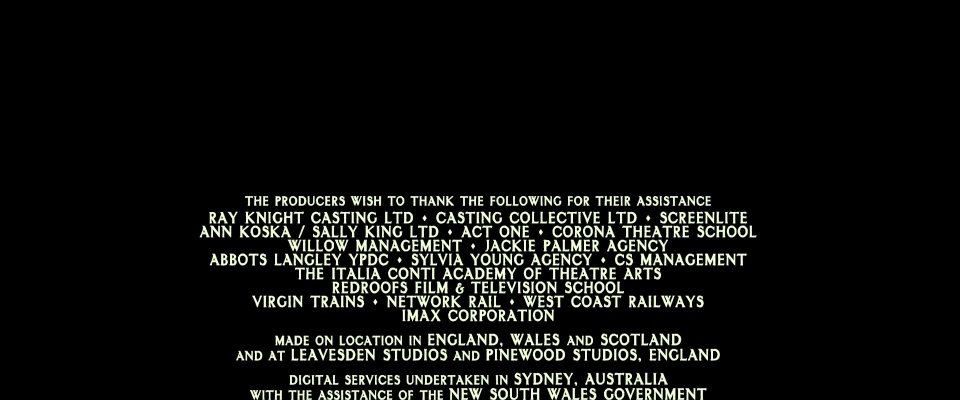 THE PRODUCERS WISH TO THANK THE FOLLOWING FOR THEIR ASSISTANCE
RAY KNIGHT CASTING LTD • CASTING COLLECTIVE LTD • SCREENLITE
ANN KOSKA / SALLY KING LTD • ACT ONE • CORONA THEATRE SCHOOL
WILLOW MANAGEMENT • JACKIE PALMER AGENCY
ABBOTS LANGLEY YPDC • SYLVIA YOUNG AGENCY • CS MANAGEMENT
THE ITALIA CONTI ACADEMY OF THEATRE ARTS
REDROOFS FILM & TELEVISION SCHOOL
VIRGIN TRAINS • NETWORK RAIL • WEST COAST RAILWAYS
IMAX CORPORATION
MADE ON LOCATION IN ENGLAND, WALES AND SCOTLAND
AND AT LEAVESDEN STUDIOS AND PINEWOOD STUDIOS, ENGLAND
DIGITAL SERVICES UNDERTAKEN IN SYDNEY, AUSTRALIA
WITH THE ASSISTANCE OF THE NEW SOUTH WALES GOVERNMENT